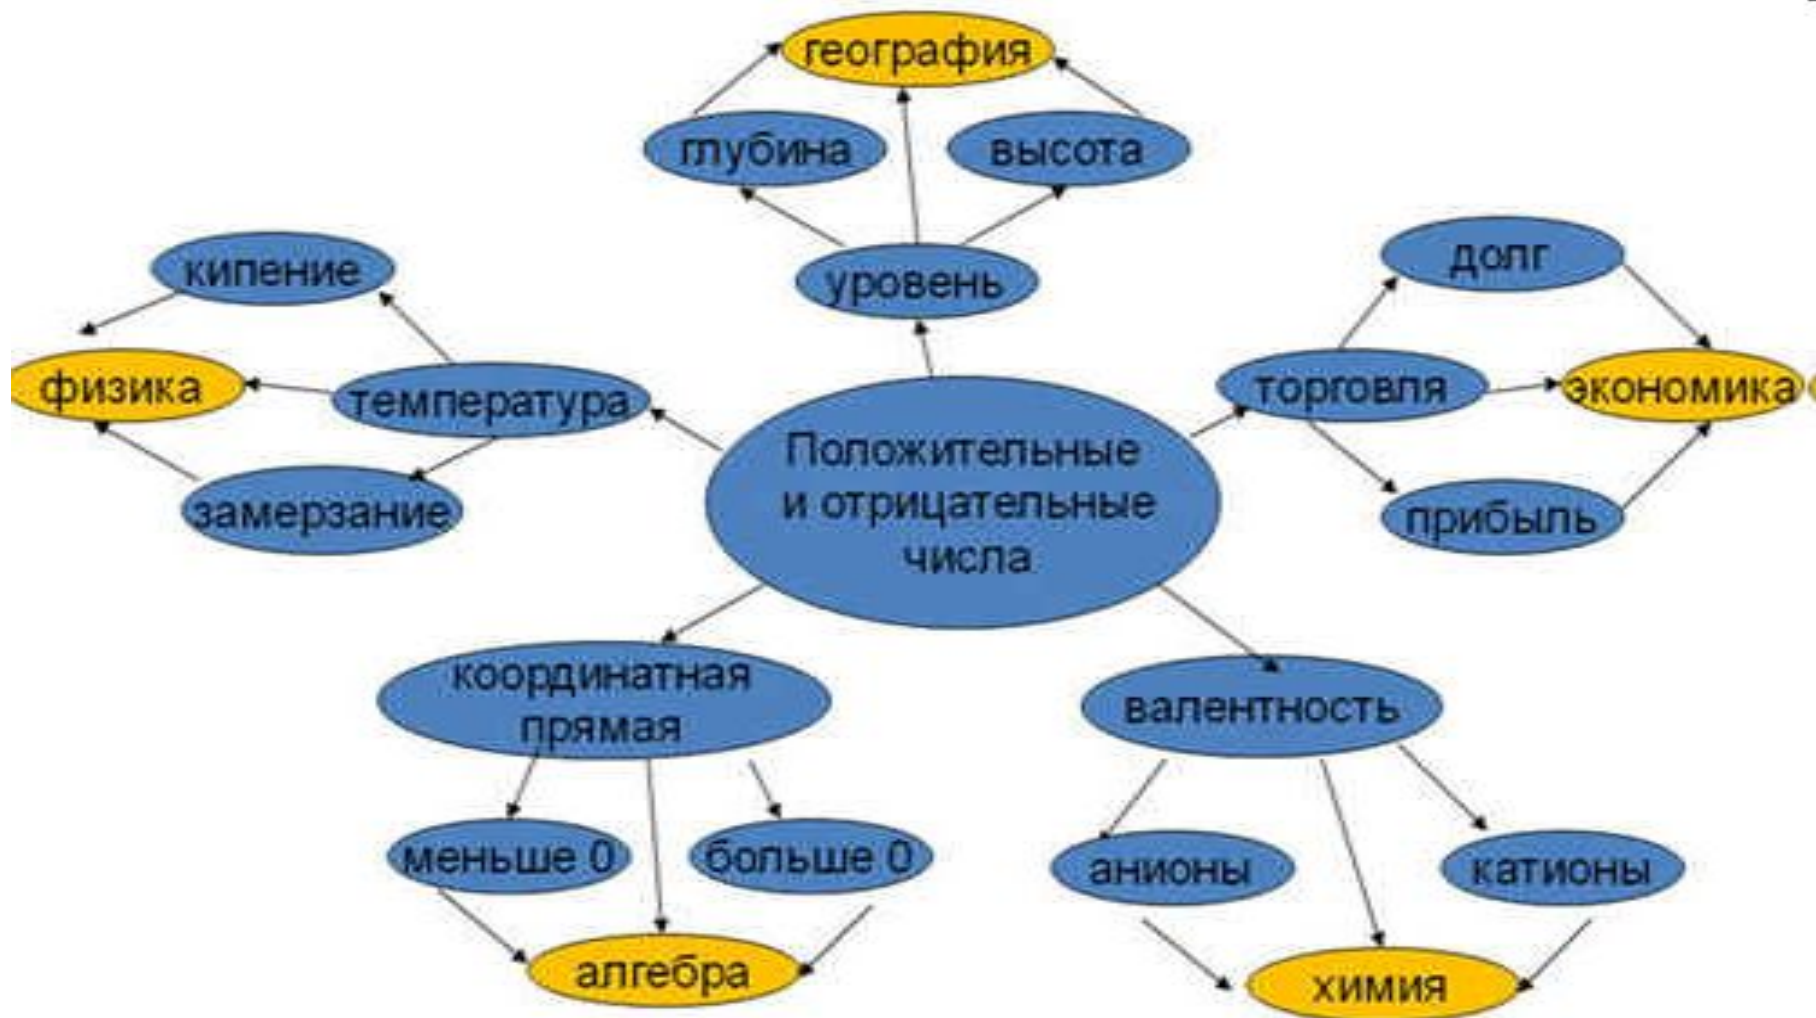 география
глубина
высота
уровень
кипение
физика
температура
замерзание
долг
торговля
экономика
прибыль
Положительные
и отрицательные
числа
координатная
прямая
меньше 0
больше 0
алгебра
валентность
анионы
катионы
химия